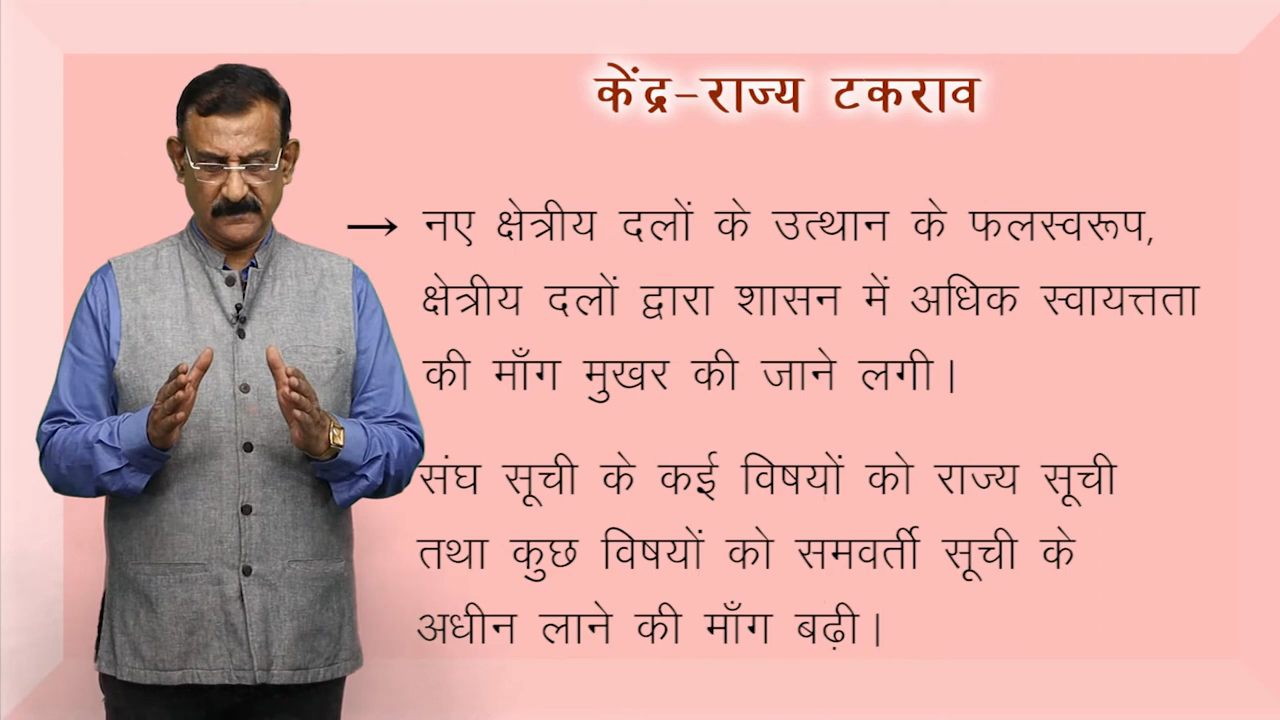 केंद्र-राज्य टकराव
→ नए क्षेत्रीय दलों के उत्थान के फलस्वरूप,
क्षेत्रीय दलों द्वारा शासन में अधिक स्वायत्तता
की माँग मुखर की जाने लगी।
संघ सूची के कई विषयों को राज्य सूची
तथा कुछ विषयों को समवर्ती सूची के
अधीन लाने की माँग बढ़ी।